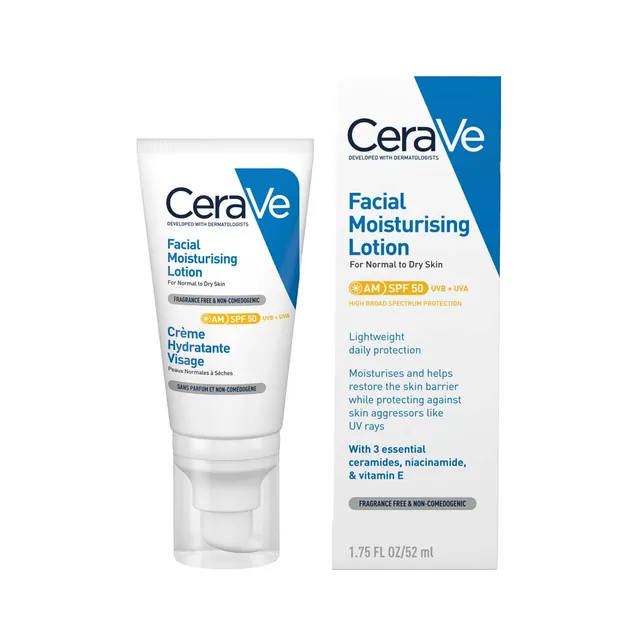 CeraVe
DEVELOPED WITH DERMATOLOGISTS
Facial
Moisturising
Lotion
For Normal to Dry Skin
FRAGRANCE FREE & NON-COMEDOGENIC
AM SPF 50 UVB + UVA
Crème
Hydratante
Visage
Peaux Normales à Sèches
SANS PARFUM ET NON-COMÉDOGÈNE
CeraVe
DEVELOPED WITH DERMATOLOGISTS
Facial
Moisturising
Lotion
For Normal to Dry Skin
AM SPF 50 UVB + UVA
HIGH BROAD SPECTRUM PROTECTION
Lightweight
daily protection
Moisturises and helps
restore the skin barrier
while protecting against
skin aggressors like
UV rays
With 3 essential
ceramides, niacinamide,
& vitamin E
FRAGRANCE FREE & NON-COMEDOGENIC
1.75 FL OZ/52 ml